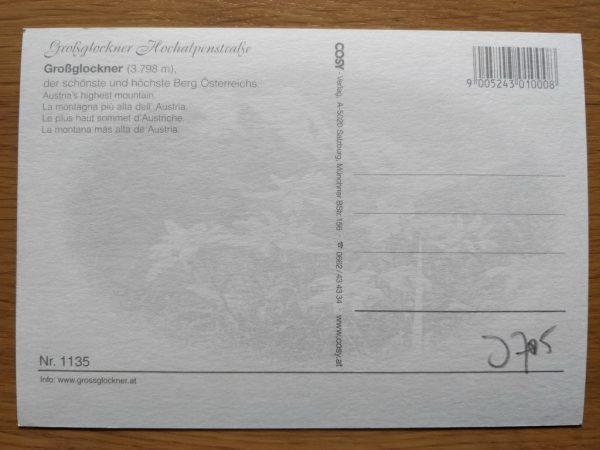 Großglockner Hochalpenstraße
Großglockner (3.798 m),
der schönste und höchste Berg Österreichs.
Austria's highest mountain.
La montagna più alta dell' Austria.
Le plus haut sommet d'Autriche.
La montana más alta de Austria.
Nr. 1135
Info: www.grossglockner.at
COSY -Verlag, A-5020 Salzburg, Münchner BStr. 156 · ☎ 0662/43 43 34 www.cosy.at
9 005243 010008